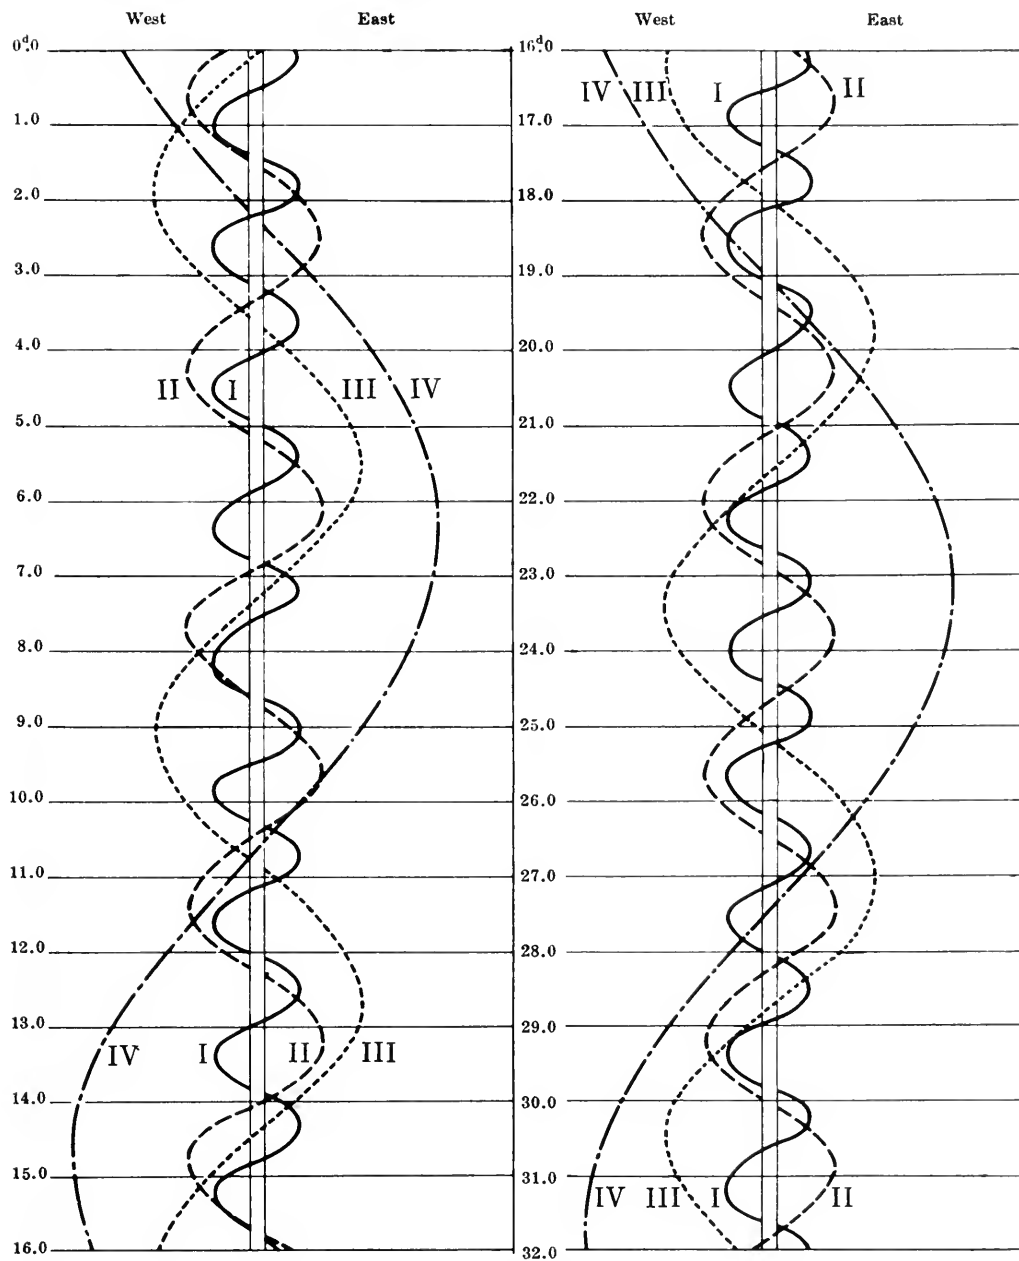 West East West East
0ᵈ.0 16ᵈ.0
IV III I II
1.0 17.0
2.0 18.0
3.0 19.0
4.0 20.0
II I III IV
5.0 21.0
6.0 22.0
7.0 23.0
8.0 24.0
9.0 25.0
10.0 26.0
11.0 27.0
12.0 28.0
13.0 29.0
IV I II III
14.0 30.0
15.0 31.0
IV III I II
16.0 32.0